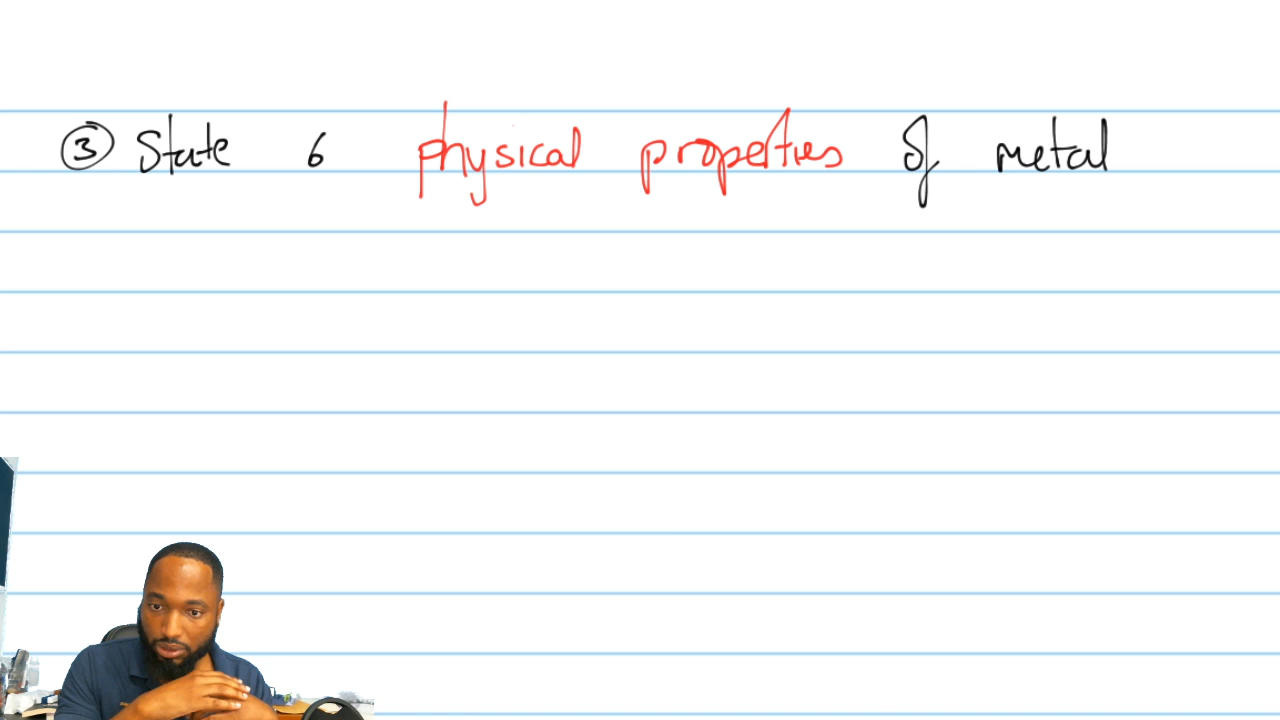 ③ State 6 physical properties of metal